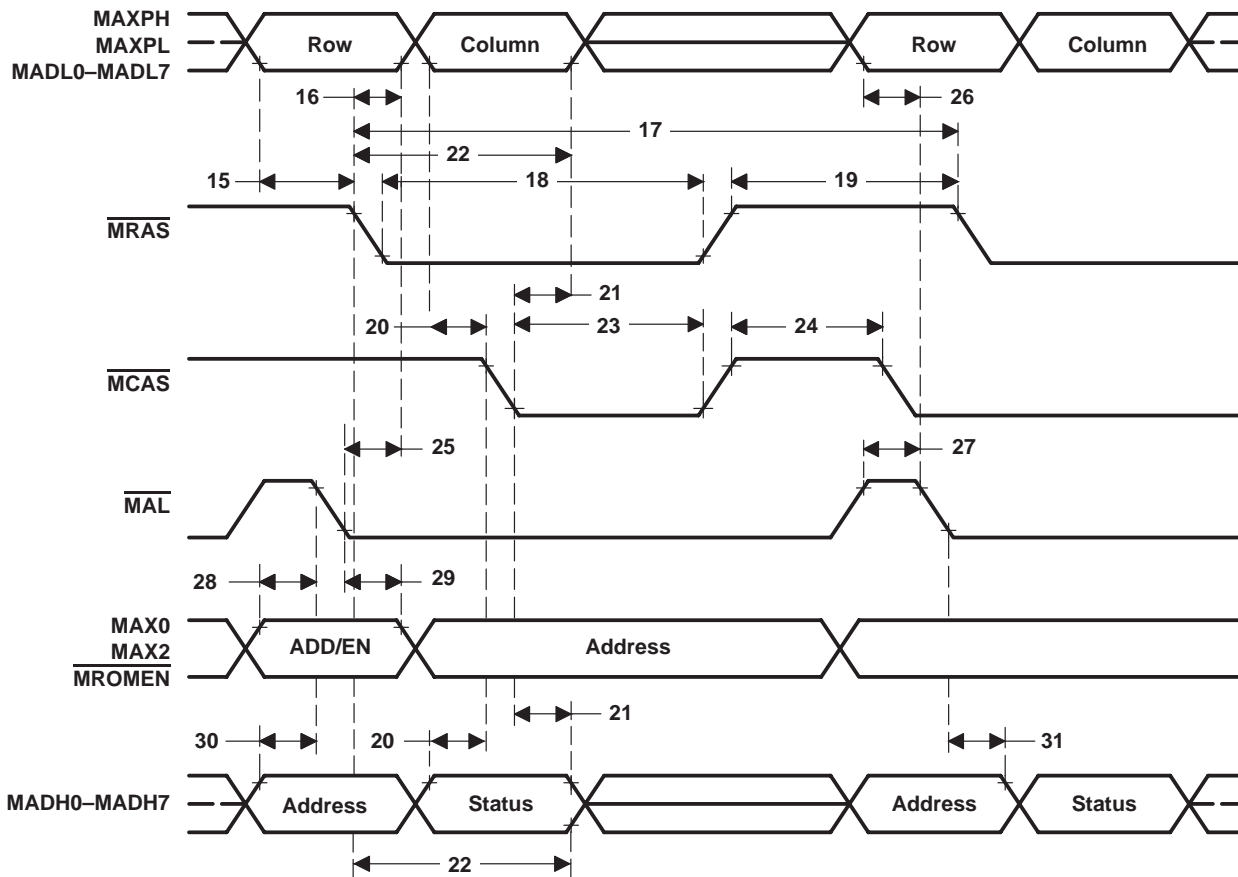 MAXPH
MAXPL
MADL0–MADL7
Row
Column
Row
Column
16
26
17
22
15
18
19
MRAS
21
20
23
24
MCAS
25
27
MAL
28
29
MAX0
MAX2
MROMEN
ADD/EN
Address
21
30
20
31
MADH0–MADH7
Address
Status
Address
Status
22